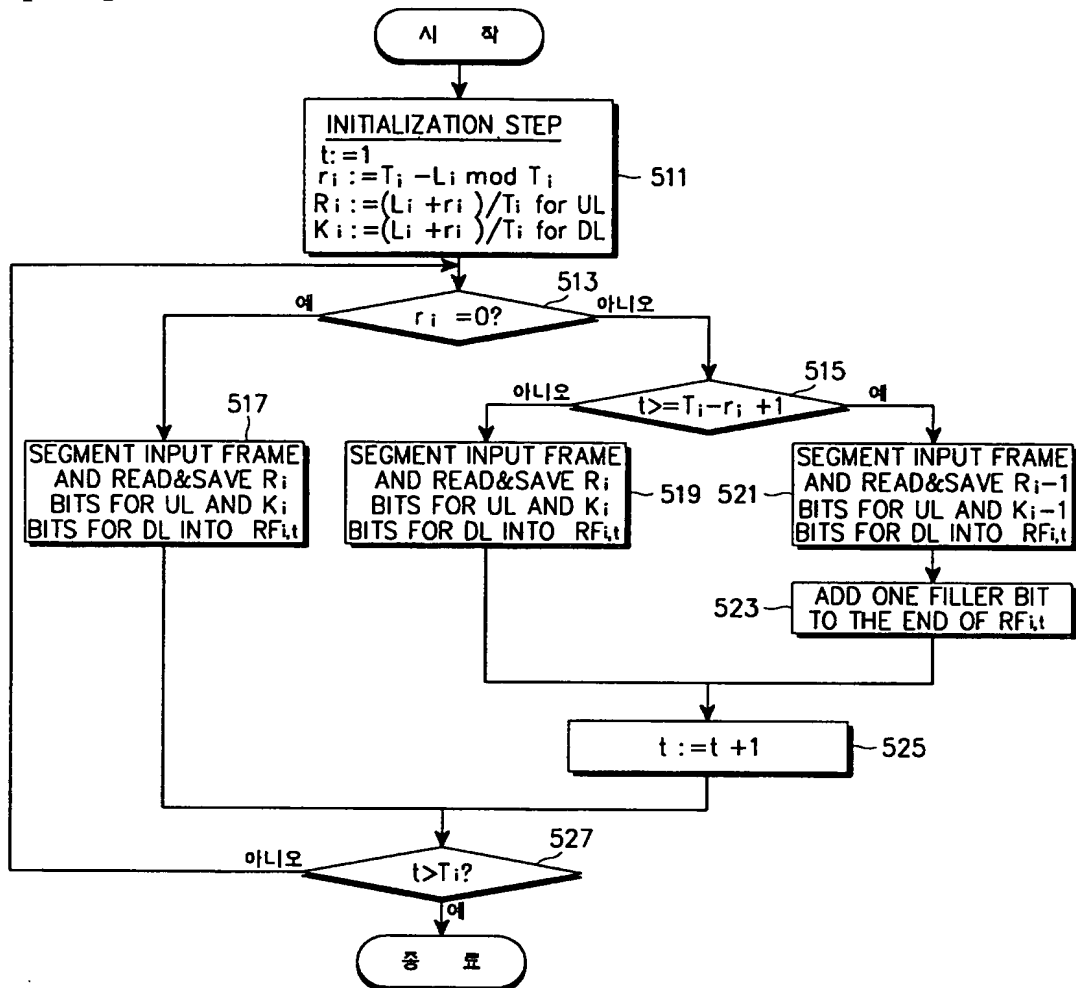 시 작
INITIALIZATION STEP
t:=1
ri :=Ti -Li mod Ti
Ri :=(Li +ri )/Ti for UL
Ki :=(Li +ri )/Ti for DL
511
513
예
아니오
ri =0?
515
아니오
예
t>=Ti-ri +1
517
SEGMENT INPUT FRAME
AND READ&SAVE Ri
BITS FOR UL AND Ki
BITS FOR DL INTO RFi,t
SEGMENT INPUT FRAME
AND READ&SAVE Ri
BITS FOR UL AND Ki
BITS FOR DL INTO RFi,t
519
521
SEGMENT INPUT FRAME
AND READ&SAVE Ri-1
BITS FOR UL AND Ki-1
BITS FOR DL INTO RFi,t
523
ADD ONE FILLER BIT
TO THE END OF RFi,t
t :=t +1
525
527
아니오
t>Ti?
예
종 료